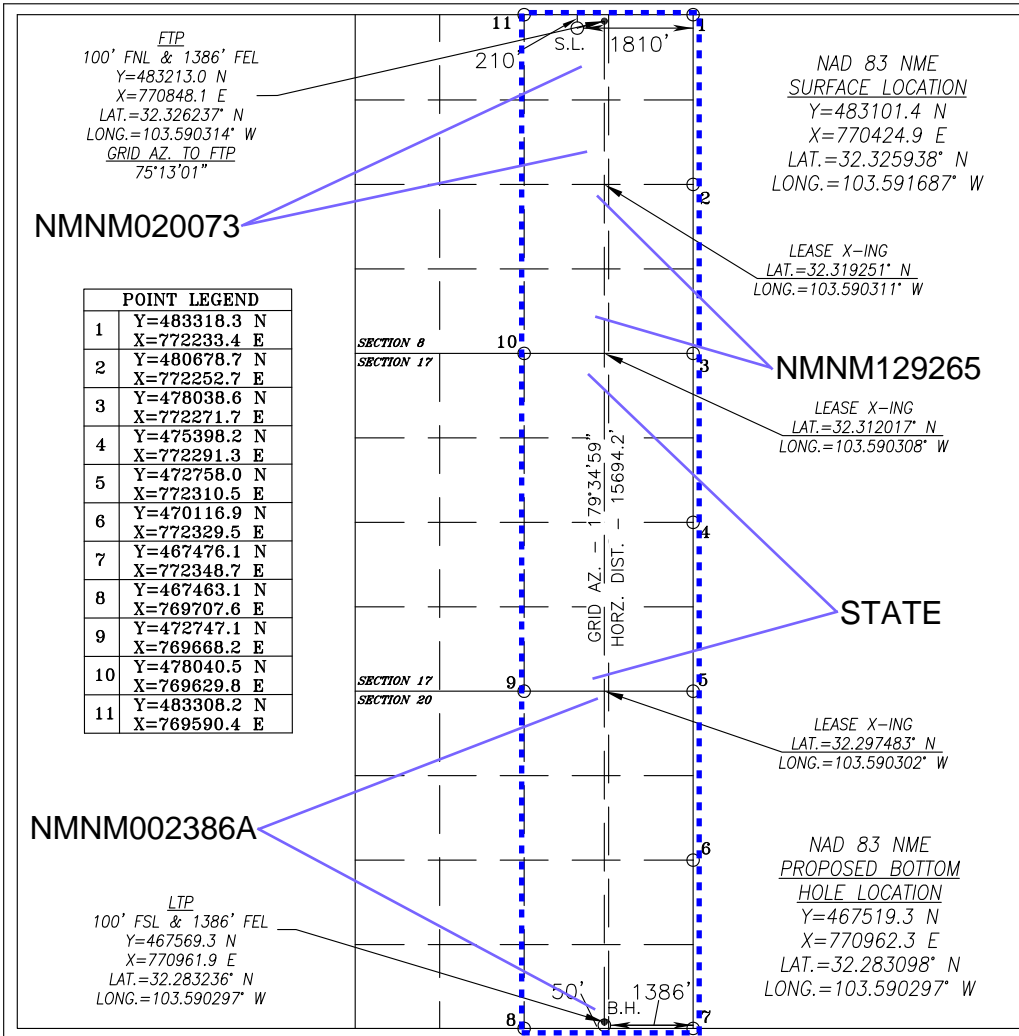 FTP
100' FNL & 1386' FEL
Y=483213.0 N
X=770848.1 E
LAT.=32.326237° N
LONG.=103.590314° W
GRID AZ. TO FTP
75°13'01"
11
210'
S.L.
1810'
1
NAD 83 NME
SURFACE LOCATION
Y=483101.4 N
X=770424.9 E
LAT.=32.325938° N
LONG.=103.591687° W
NMNM020073
2
LEASE X-ING
LAT.=32.319251° N
LONG.=103.590311° W
POINT LEGEND
1 Y=483318.3 N
X=772233.4 E
2 Y=480678.7 N
X=772252.7 E
3 Y=478038.6 N
X=772271.7 E
4 Y=475398.2 N
X=772291.3 E
5 Y=472758.0 N
X=772310.5 E
6 Y=470116.9 N
X=772329.5 E
7 Y=467476.1 N
X=772348.7 E
8 Y=467463.1 N
X=769707.6 E
9 Y=472747.1 N
X=769668.2 E
10 Y=478040.5 N
X=769629.8 E
11 Y=483308.2 N
X=769590.4 E
SECTION 8
SECTION 17
10
3
NMNM129265
LEASE X-ING
LAT.=32.312017° N
LONG.=103.590308° W
GRID AZ. - 179°34'59"
HORZ. DIST. - 15694.2'
4
STATE
SECTION 17
SECTION 20
9
5
LEASE X-ING
LAT.=32.297483° N
LONG.=103.590302° W
NMNM002386A
6
NAD 83 NME
PROPOSED BOTTOM
HOLE LOCATION
Y=467519.3 N
X=770962.3 E
LAT.=32.283098° N
LONG.=103.590297° W
LTP
100' FSL & 1386' FEL
Y=467569.3 N
X=770961.9 E
LAT.=32.283236° N
LONG.=103.590297° W
8
50'
B.H.
1386'
7